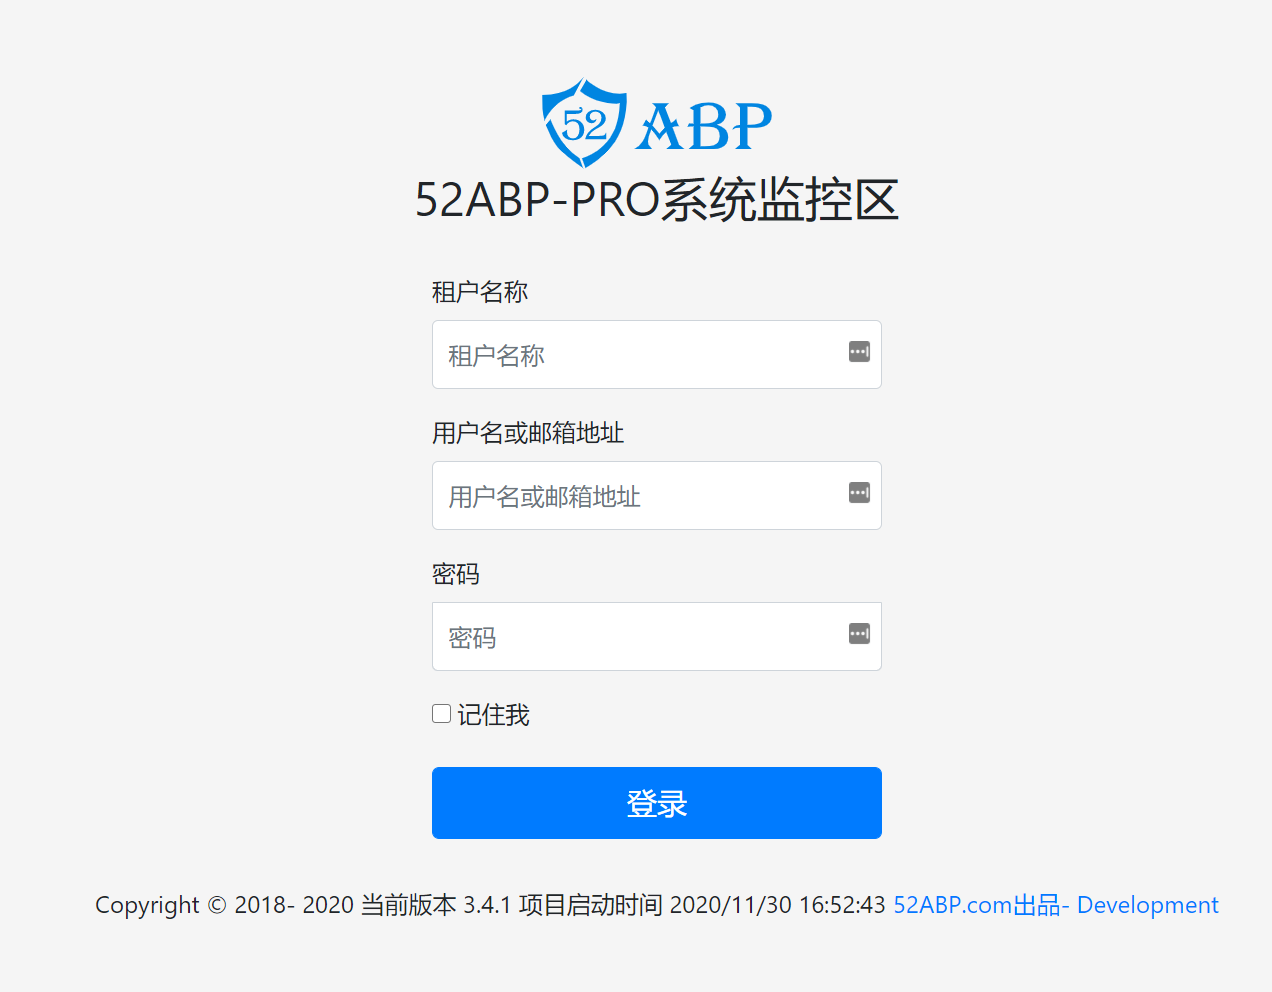 52 ABP
52ABP-PRO系统监控区
租户名称
租户名称
用户名或邮箱地址
用户名或邮箱地址
密码
密码
记住我
登录
Copyright © 2018- 2020 当前版本 3.4.1 项目启动时间 2020/11/30 16:52:43 52ABP.com出品- Development